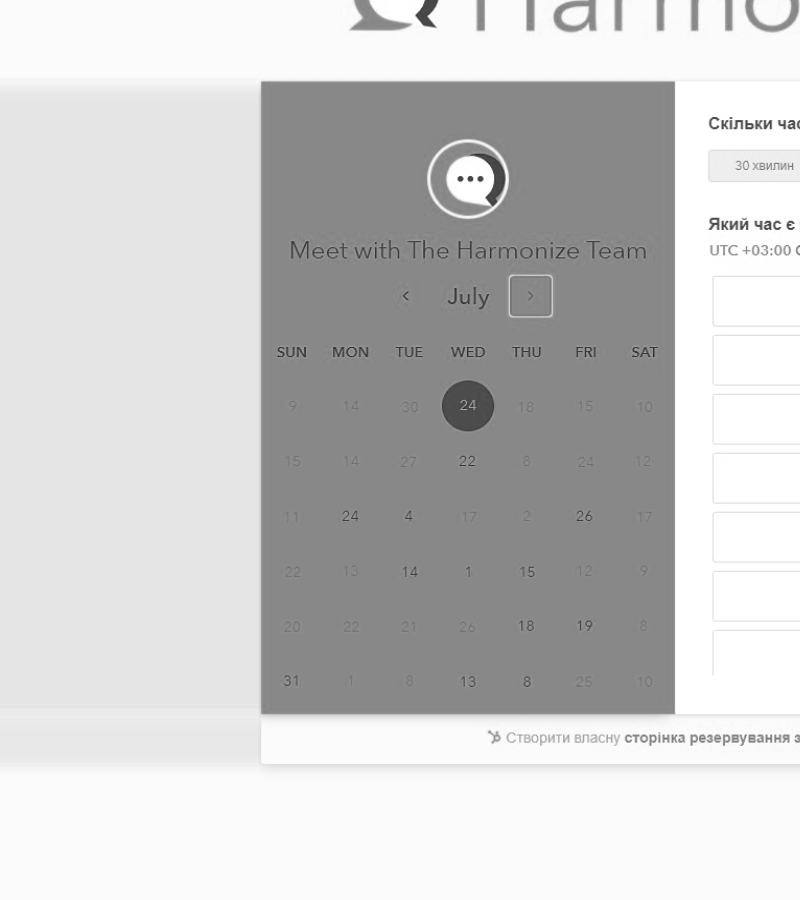 Harmo
Meet with The Harmonize Team
July
SUN MON TUE WED THU FRI SAT
9 14 30 24 18 15 10
15 14 27 22 8 24 12
11 24 4 17 2 26 17
22 13 14 1 15 12 9
20 22 21 26 18 19 8
31 1 8 13 8 25 10
Скільки час
30 хвилин
Який час є
UTC +03:00
Створити власну сторінка резервування з